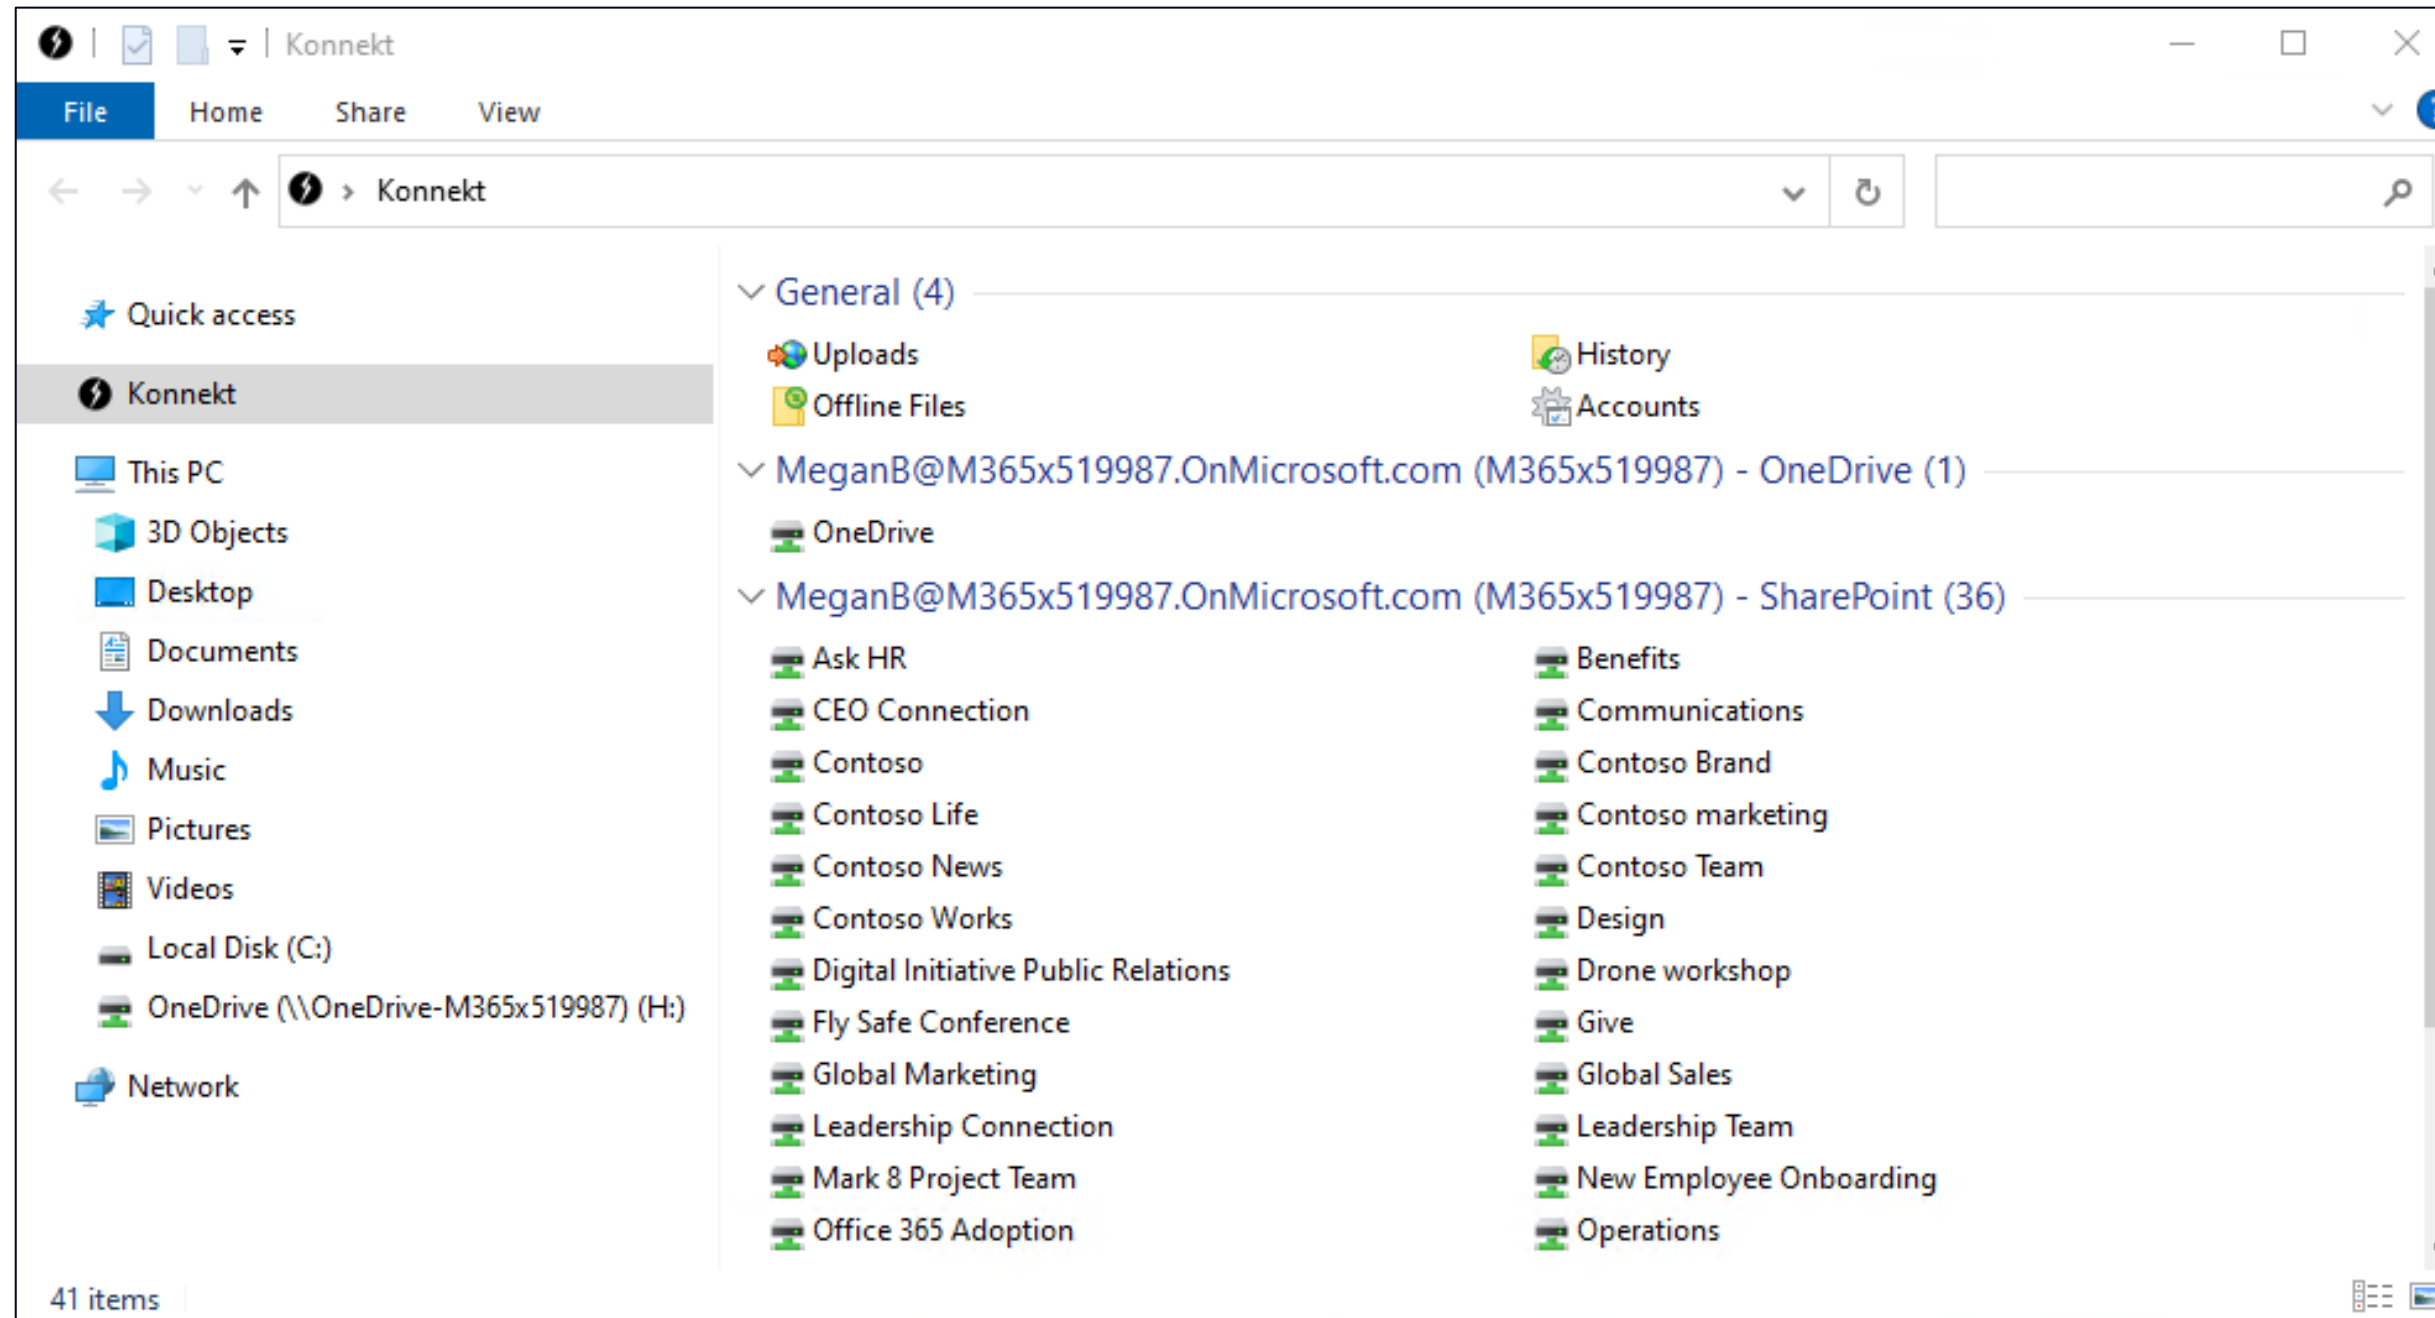 Konnekt
File Home Share View
Konnekt
Quick access
Konnekt
This PC
3D Objects
Desktop
Documents
Downloads
Music
Pictures
Videos
Local Disk (C:)
OneDrive (\\OneDrive-M365x519987) (H:)
Network
General (4)
Uploads History
Offline Files Accounts
MeganB@M365x519987.OnMicrosoft.com (M365x519987) - OneDrive (1)
OneDrive
MeganB@M365x519987.OnMicrosoft.com (M365x519987) - SharePoint (36)
Ask HR Benefits
CEO Connection Communications
Contoso Contoso Brand
Contoso Life Contoso marketing
Contoso News Contoso Team
Contoso Works Design
Digital Initiative Public Relations Drone workshop
Fly Safe Conference Give
Global Marketing Global Sales
Leadership Connection Leadership Team
Mark 8 Project Team New Employee Onboarding
Office 365 Adoption Operations
41 items